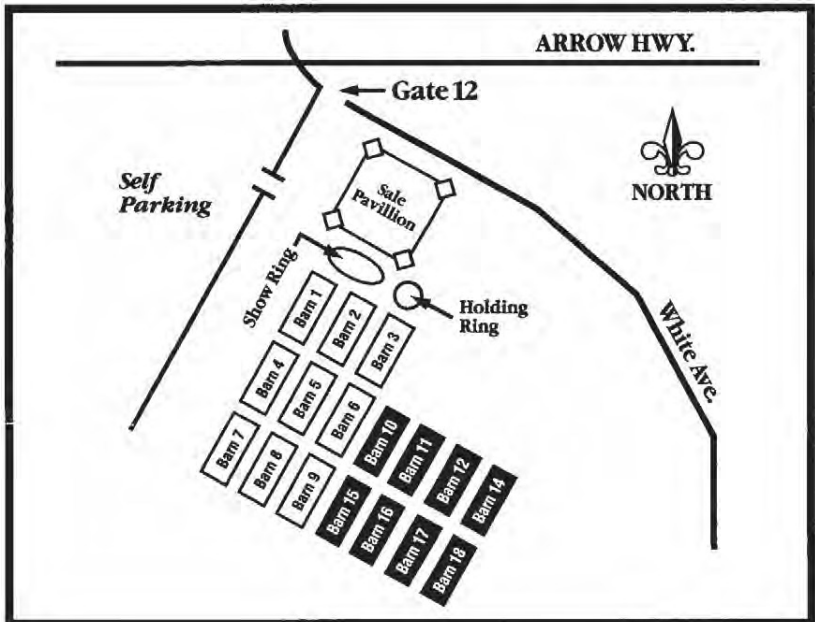 ARROW HWY.
Gate 12
Self
Parking
NORTH
Sale
Pavillion
Show Ring
Holding
Ring
White Ave.
Barn 1
Barn 2
Barn 3
Barn 4
Barn 5
Barn 6
Barn 7
Barn 8
Barn 9
Barn 10
Barn 11
Barn 12
Barn 14
Barn 15
Barn 16
Barn 17
Barn 18